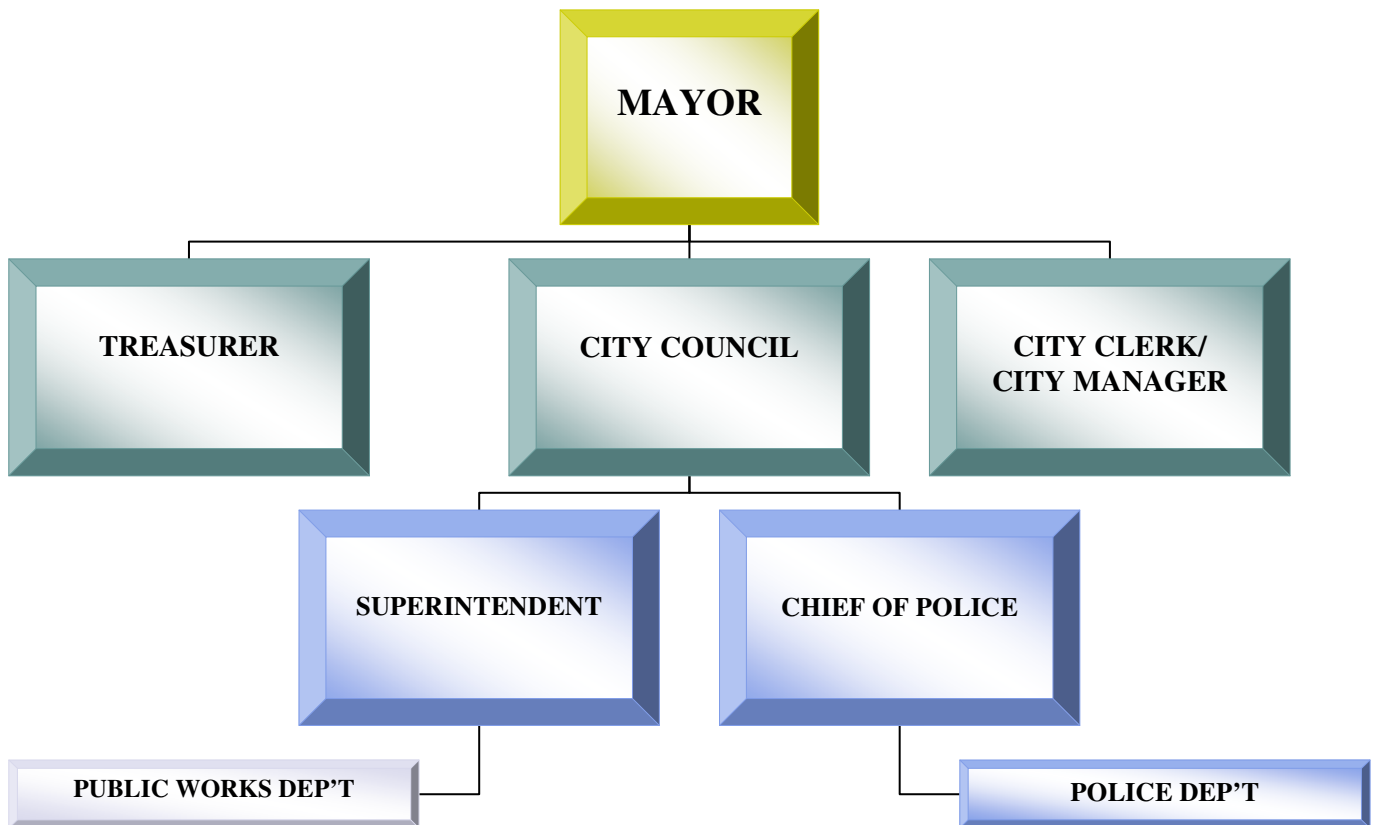 MAYOR
TREASURER
CITY COUNCIL
CITY CLERK/
CITY MANAGER
SUPERINTENDENT
CHIEF OF POLICE
PUBLIC WORKS DEP’T
POLICE DEP’T